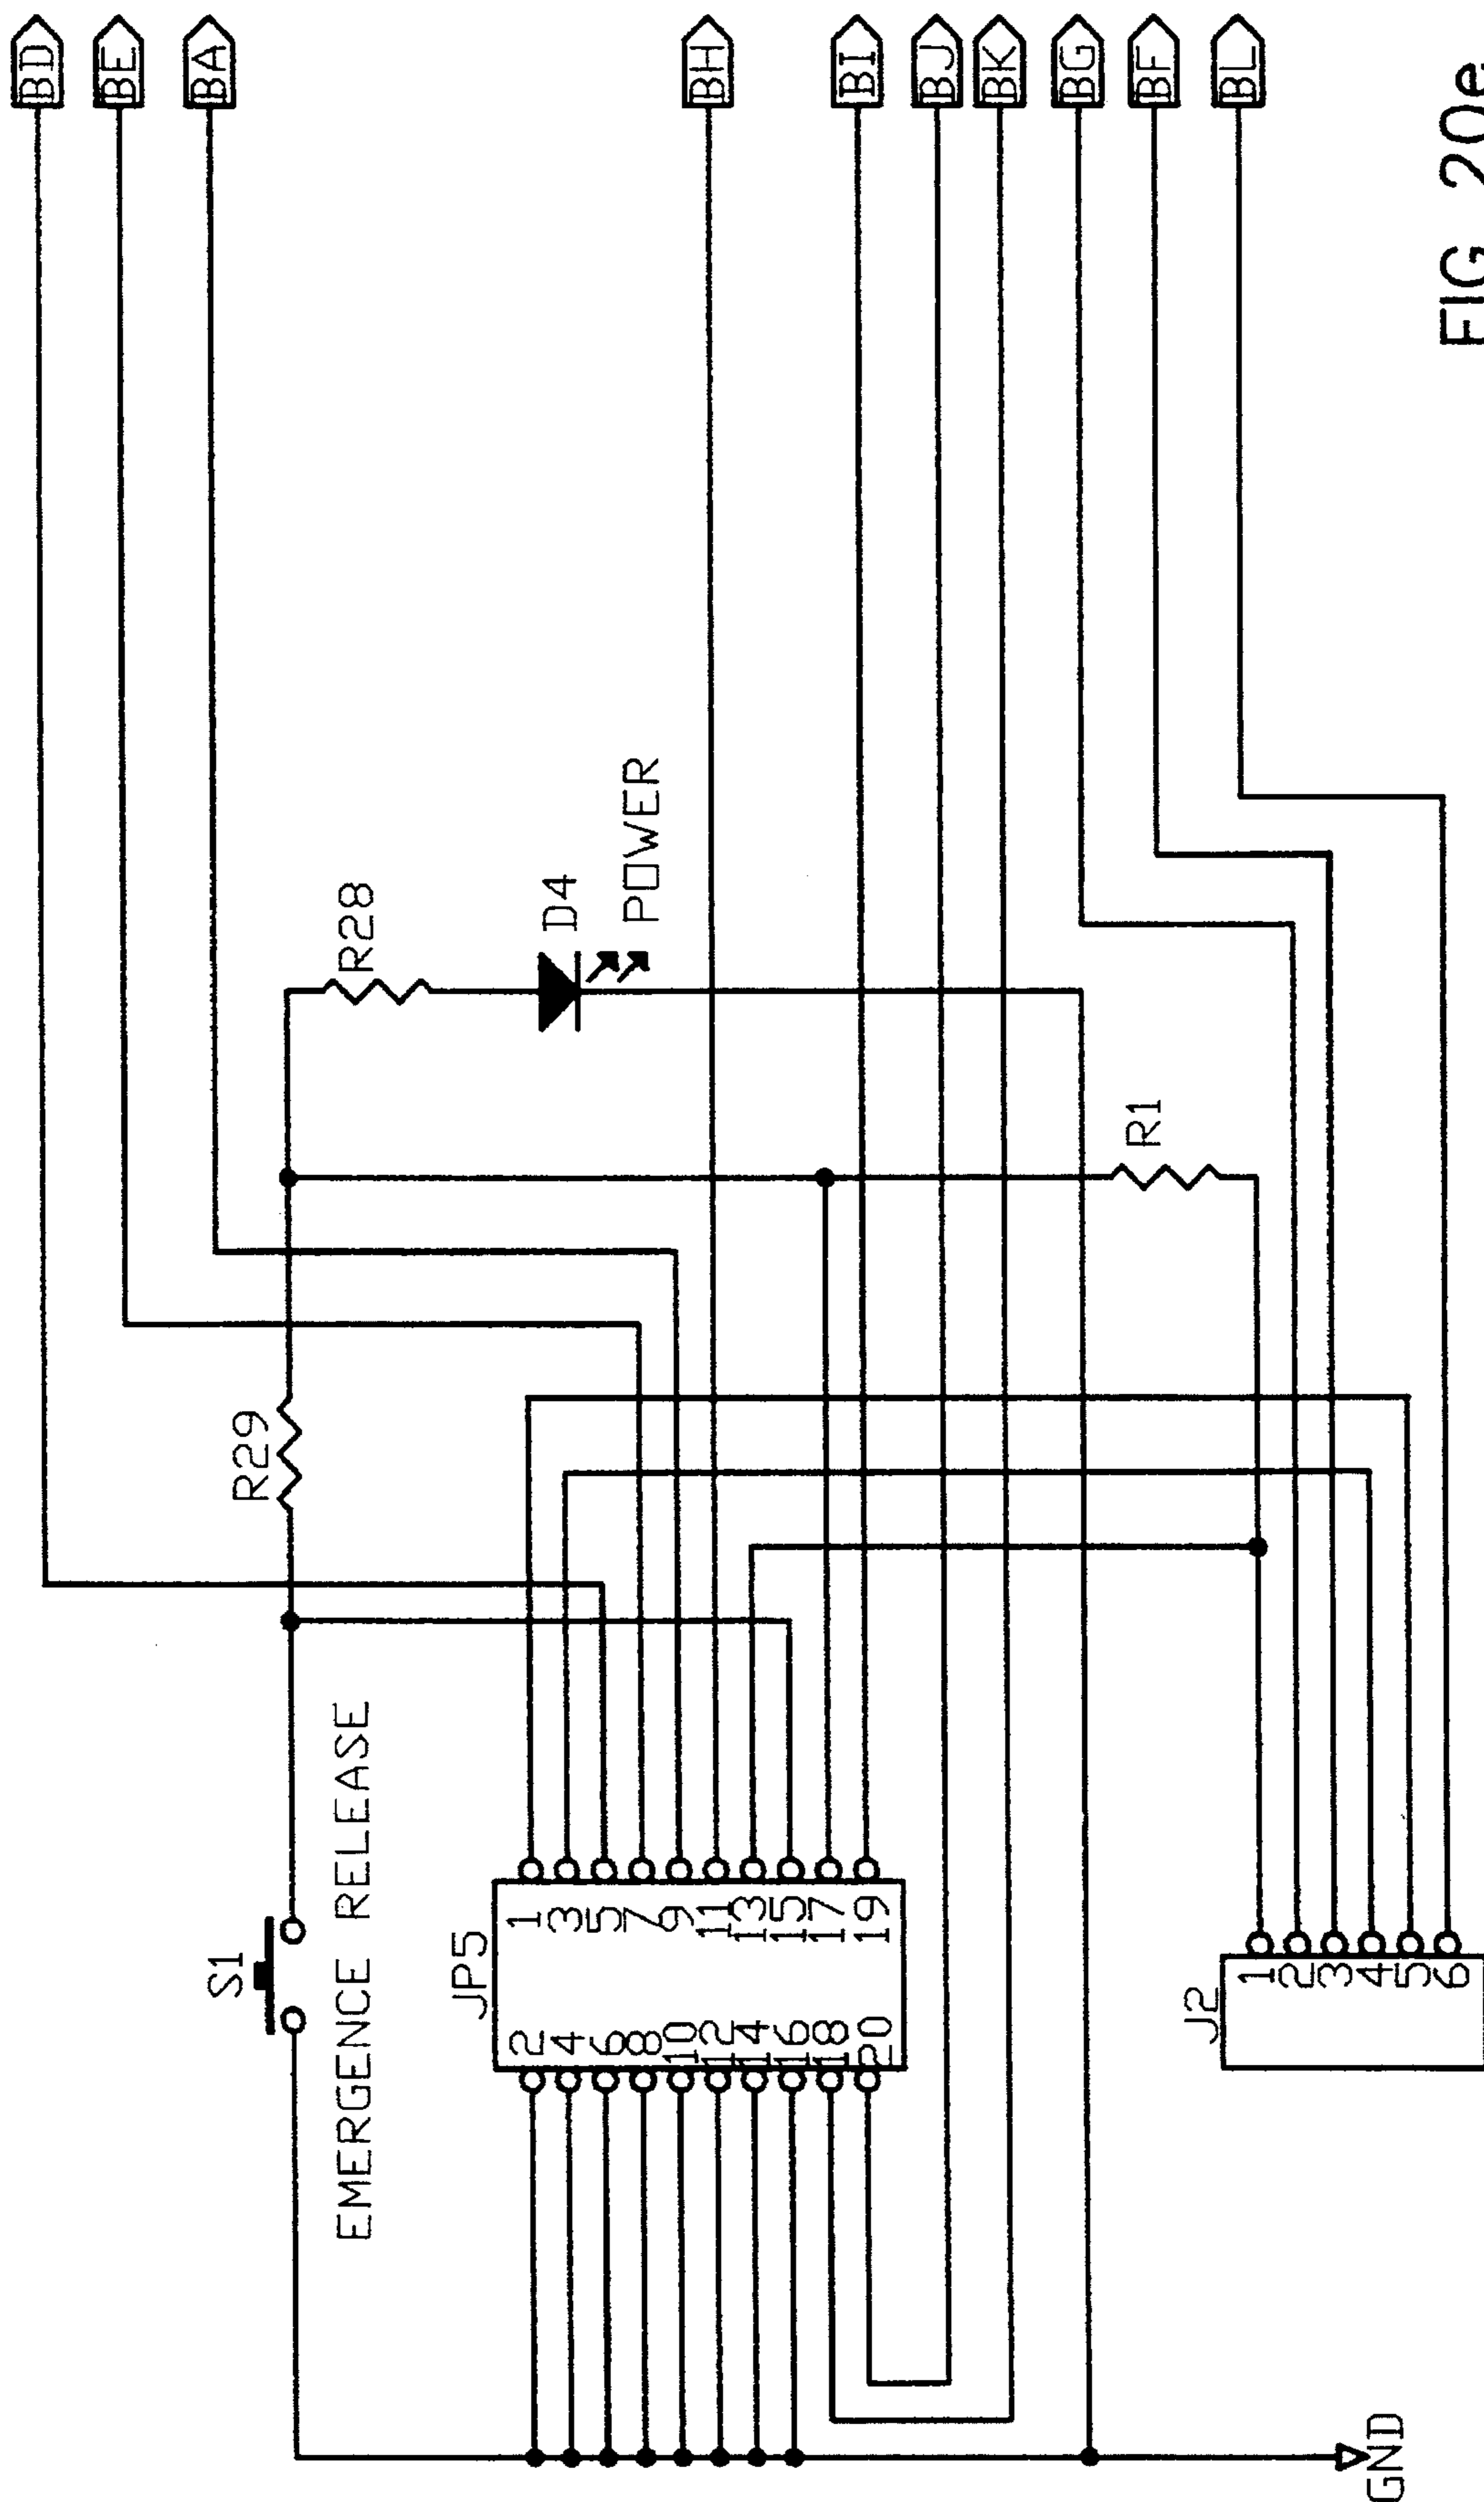 BD
BE
BA
BH
BI
BJ
BK
BG
BF
BL
R28
D4
POWER
R29
R1
S1
EMERGENCE RELEASE
JP5
1
3
5
7
9
11
13
15
17
19
2
4
6
8
10
12
14
16
18
20
J2
1
2
3
4
5
6
GND
FIG 20e